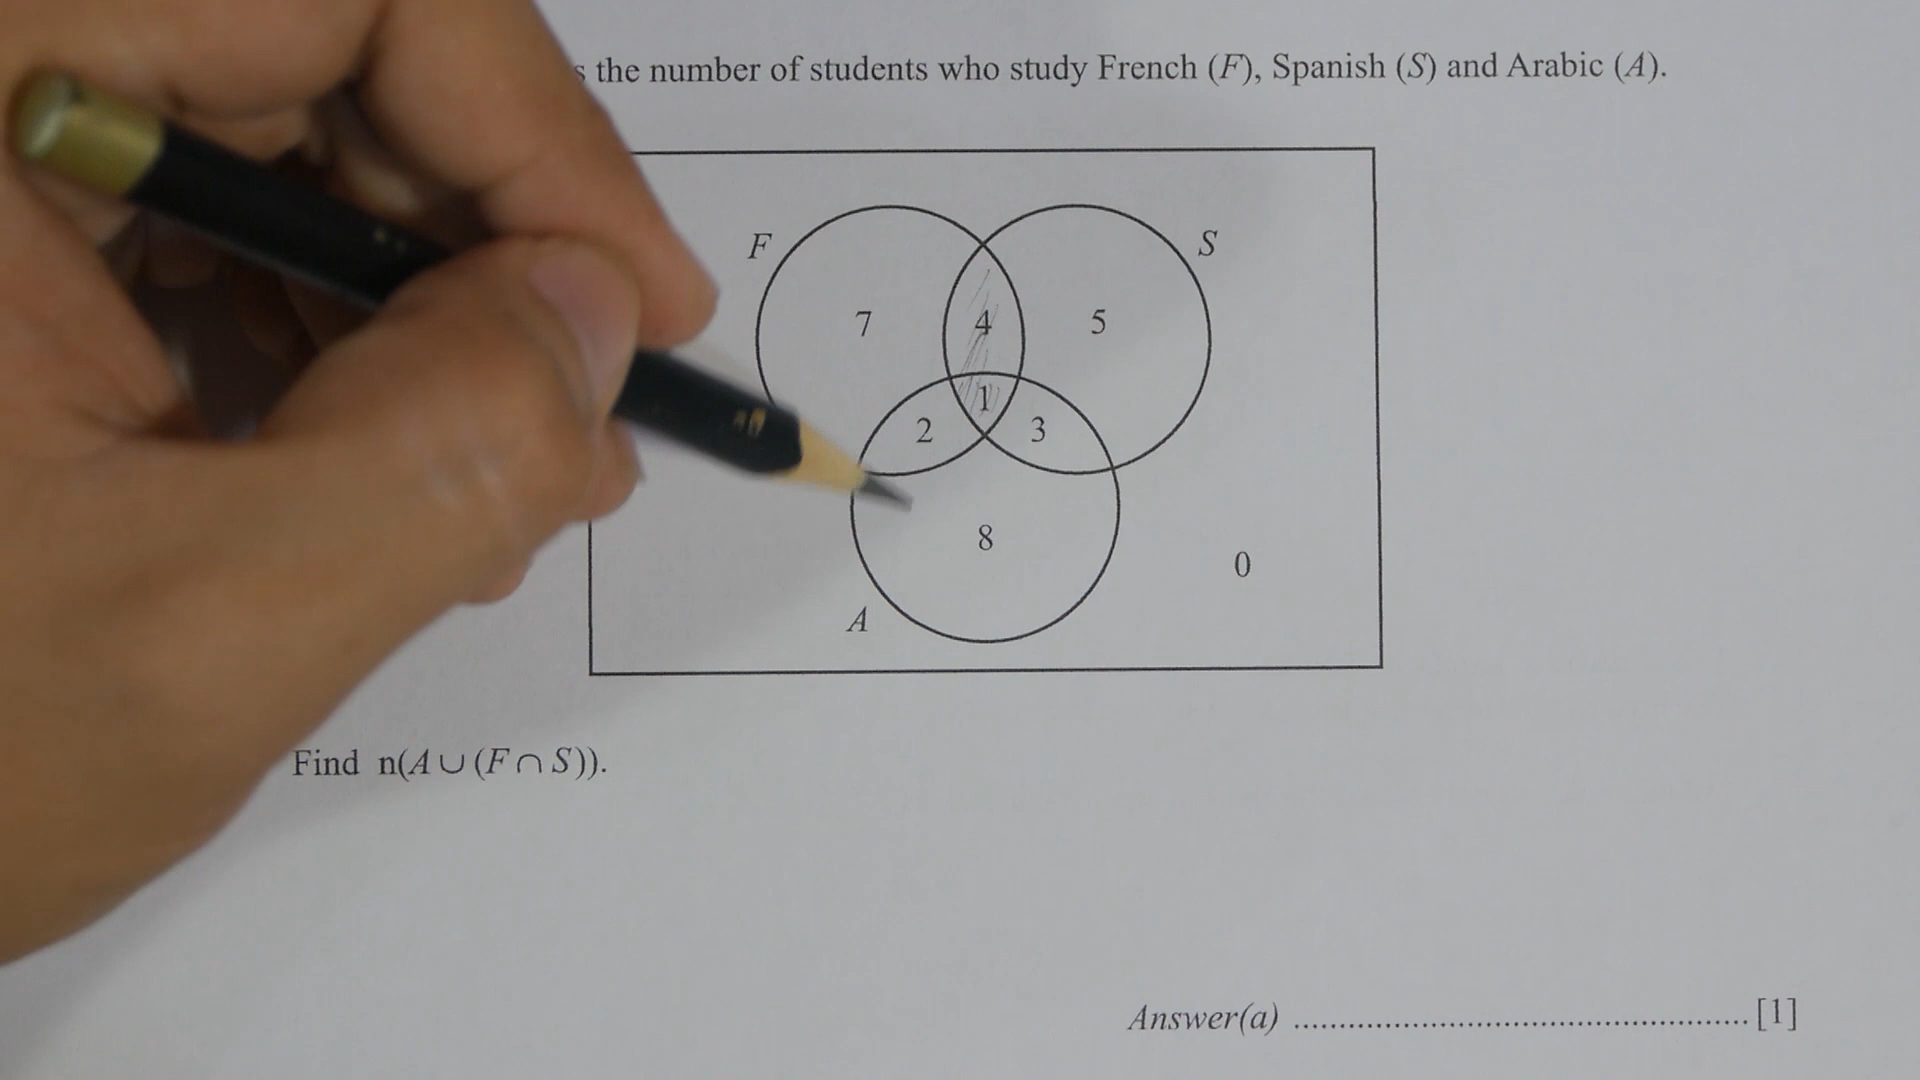 s the number of students who study French (F), Spanish (S) and Arabic (A).
F
S
7
4
5
2
1
3
8
0
A
Find n(A∪(F∩S)).
Answer(a) ................................................ [1]